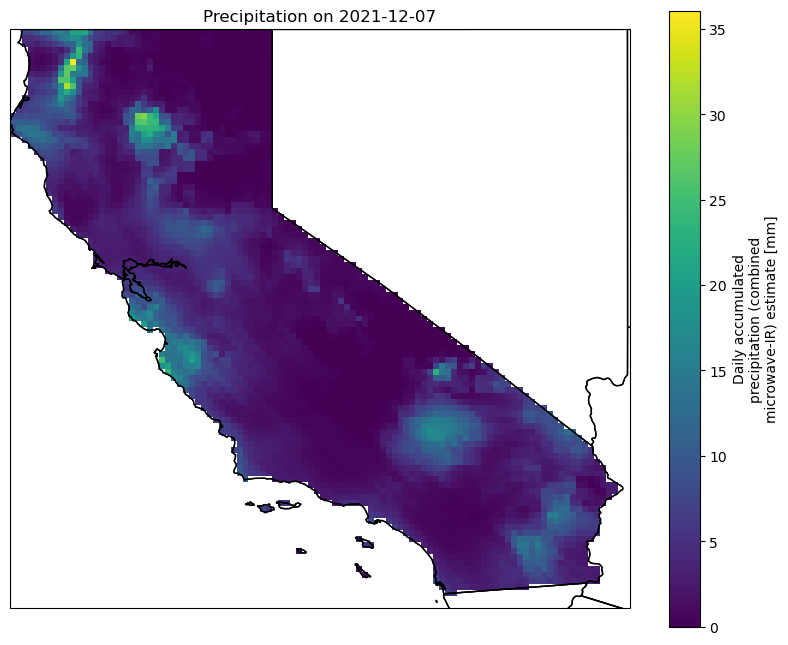 Precipitation on 2021-12-07
35
30
25
20
15
10
5
0
Daily accumulated
precipitation (combined
microwave-IR) estimate [mm]